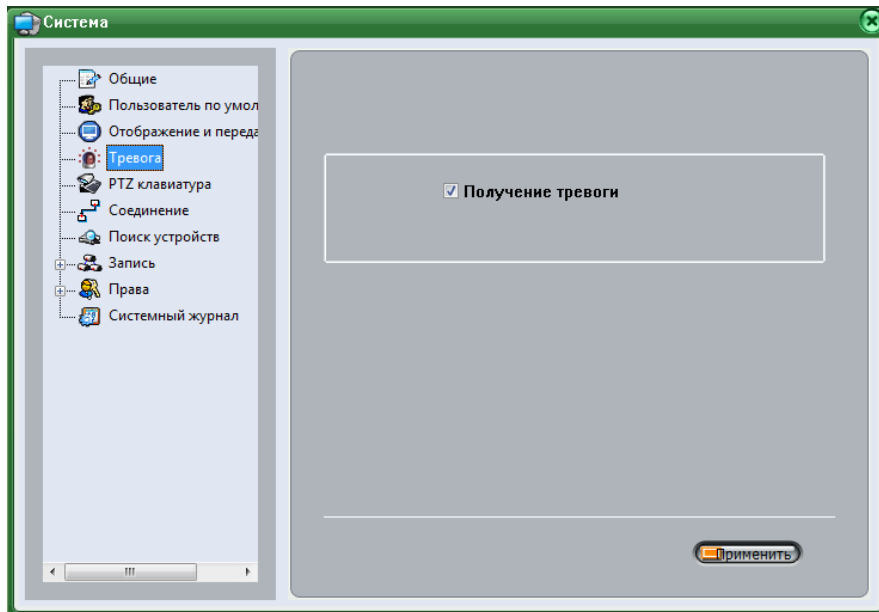 Система
Общие
Пользователь по умол
Отображение и переда
Тревога
PTZ клавиатура
Соединение
Поиск устройств
Запись
Права
Системный журнал
Получение тревоги
Применить